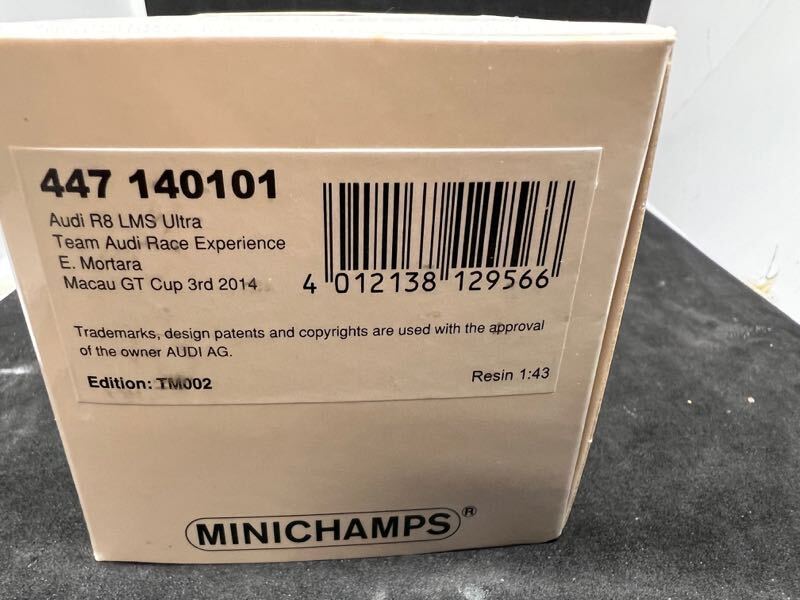 447 140101
Audi R8 LMS Ultra
Team Audi Race Experience
E. Mortara
Macau GT Cup 3rd 2014
4 012138 129566
Trademarks, design patents and copyrights are used with the approval
of the owner AUDI AG.
Edition: TM002
Resin 1:43
MINICHAMPS®